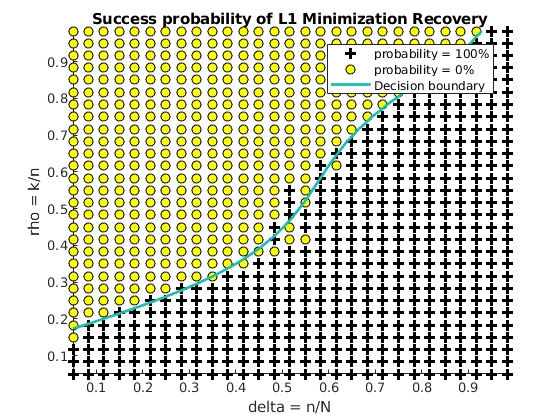 Success probability of L1 Minimization Recovery
probability = 100%
probability = 0%
Decision boundary
rho = k/n
0.9
0.8
0.7
0.6
0.5
0.4
0.3
0.2
0.1
0.1 0.2 0.3 0.4 0.5 0.6 0.7 0.8 0.9
delta = n/N